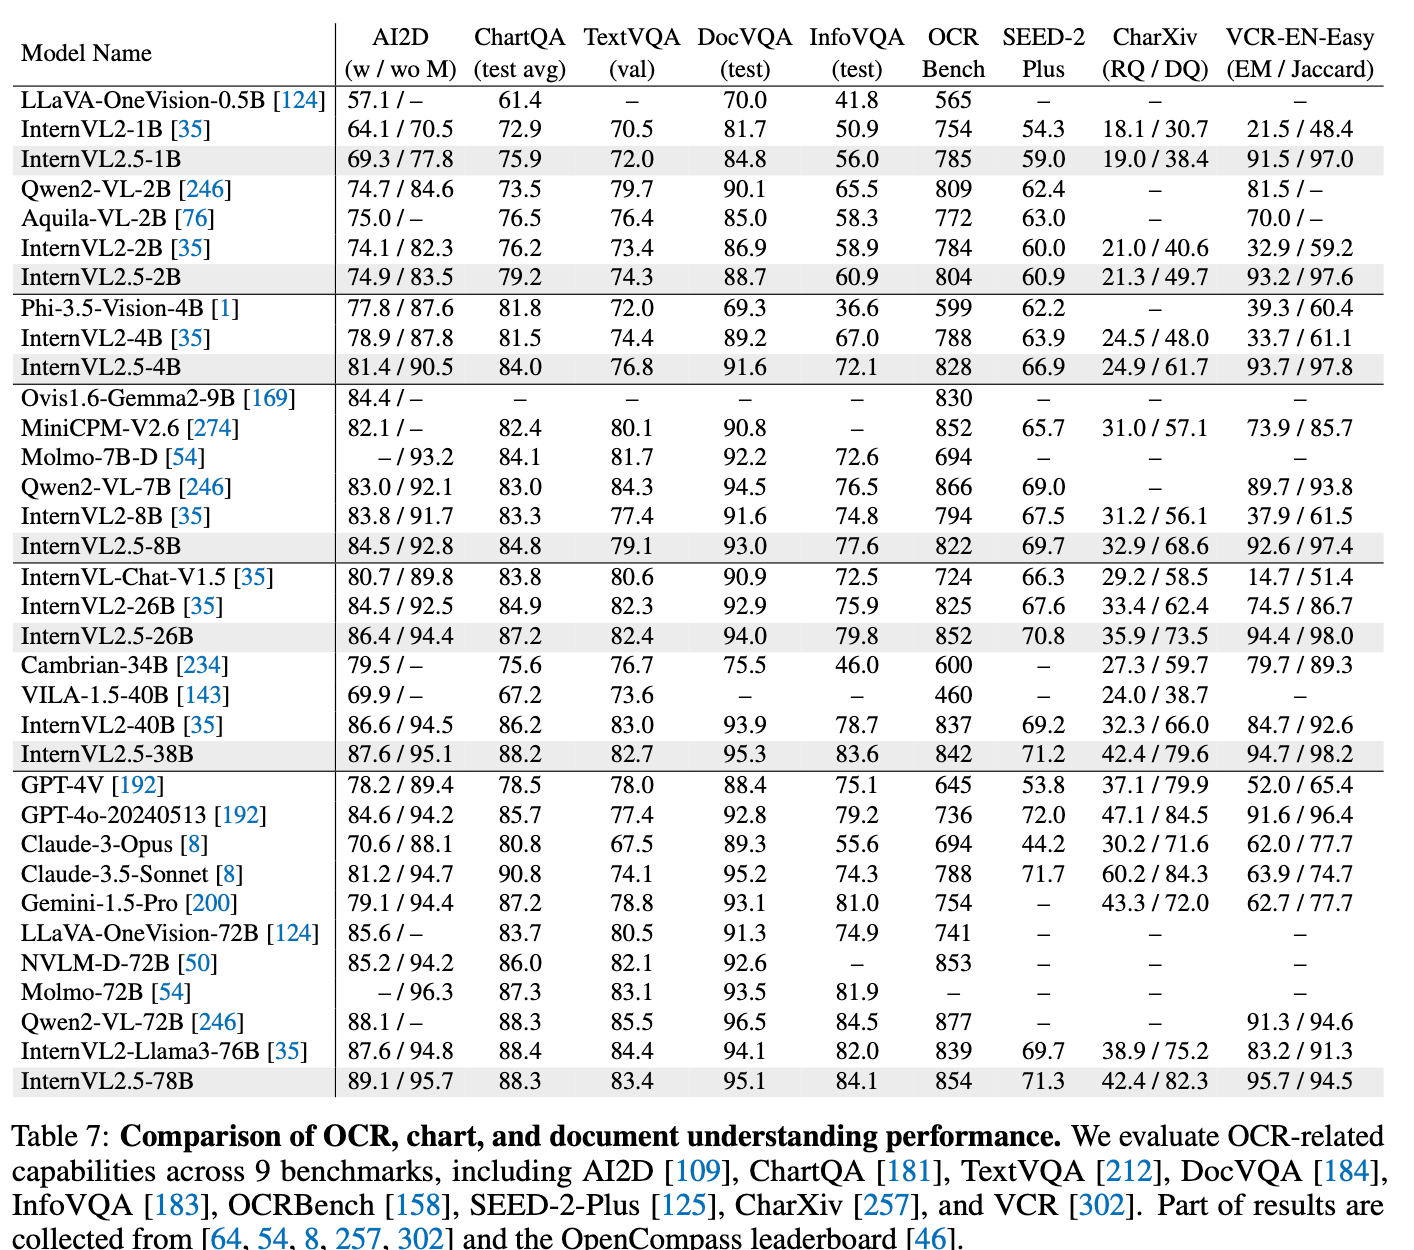 Model Name AI2D ChartQA TextVQA DocVQA InfoVQA OCR SEED-2 CharXiv VCR-EN-Easy
(w / wo M) (test avg) (val) (test) (test) Bench Plus (RQ / DQ) (EM / Jaccard)
LLaVA-OneVision-0.5B [124] 57.1 / – 61.4 – 70.0 41.8 565 – – –
InternVL2-1B [35] 64.1 / 70.5 72.9 70.5 81.7 50.9 754 54.3 18.1 / 30.7 21.5 / 48.4
InternVL2.5-1B 69.3 / 77.8 75.9 72.0 84.8 56.0 785 59.0 19.0 / 38.4 91.5 / 97.0
Qwen2-VL-2B [246] 74.7 / 84.6 73.5 79.7 90.1 65.5 809 62.4 – 81.5 / –
Aquila-VL-2B [76] 75.0 / – 76.5 76.4 85.0 58.3 772 63.0 – 70.0 / –
InternVL2-2B [35] 74.1 / 82.3 76.2 73.4 86.9 58.9 784 60.0 21.0 / 40.6 32.9 / 59.2
InternVL2.5-2B 74.9 / 83.5 79.2 74.3 88.7 60.9 804 60.9 21.3 / 49.7 93.2 / 97.6
Phi-3.5-Vision-4B [1] 77.8 / 87.6 81.8 72.0 69.3 36.6 599 62.2 – 39.3 / 60.4
InternVL2-4B [35] 78.9 / 87.8 81.5 74.4 89.2 67.0 788 63.9 24.5 / 48.0 33.7 / 61.1
InternVL2.5-4B 81.4 / 90.5 84.0 76.8 91.6 72.1 828 66.9 24.9 / 61.7 93.7 / 97.8
Ovis1.6-Gemma2-9B [169] 84.4 / – – – – – 830 – – –
MiniCPM-V2.6 [274] 82.1 / – 82.4 80.1 90.8 – 852 65.7 31.0 / 57.1 73.9 / 85.7
Molmo-7B-D [54] – / 93.2 84.1 81.7 92.2 72.6 694 – – –
Qwen2-VL-7B [246] 83.0 / 92.1 83.0 84.3 94.5 76.5 866 69.0 – 89.7 / 93.8
InternVL2-8B [35] 83.8 / 91.7 83.3 77.4 91.6 74.8 794 67.5 31.2 / 56.1 37.9 / 61.5
InternVL2.5-8B 84.5 / 92.8 84.8 79.1 93.0 77.6 822 69.7 32.9 / 68.6 92.6 / 97.4
InternVL-Chat-V1.5 [35] 80.7 / 89.8 83.8 80.6 90.9 72.5 724 66.3 29.2 / 58.5 14.7 / 51.4
InternVL2-26B [35] 84.5 / 92.5 84.9 82.3 92.9 75.9 825 67.6 33.4 / 62.4 74.5 / 86.7
InternVL2.5-26B 86.4 / 94.4 87.2 82.4 94.0 79.8 852 70.8 35.9 / 73.5 94.4 / 98.0
Cambrian-34B [234] 79.5 / – 75.6 76.7 75.5 46.0 600 – 27.3 / 59.7 79.7 / 89.3
VILA-1.5-40B [143] 69.9 / – 67.2 73.6 – – 460 – 24.0 / 38.7 –
InternVL2-40B [35] 86.6 / 94.5 86.2 83.0 93.9 78.7 837 69.2 32.3 / 66.0 84.7 / 92.6
InternVL2.5-38B 87.6 / 95.1 88.2 82.7 95.3 83.6 842 71.2 42.4 / 79.6 94.7 / 98.2
GPT-4V [192] 78.2 / 89.4 78.5 78.0 88.4 75.1 645 53.8 37.1 / 79.9 52.0 / 65.4
GPT-4o-20240513 [192] 84.6 / 94.2 85.7 77.4 92.8 79.2 736 72.0 47.1 / 84.5 91.6 / 96.4
Claude-3-Opus [8] 70.6 / 88.1 80.8 67.5 89.3 55.6 694 44.2 30.2 / 71.6 62.0 / 77.7
Claude-3.5-Sonnet [8] 81.2 / 94.7 90.8 74.1 95.2 74.3 788 71.7 60.2 / 84.3 63.9 / 74.7
Gemini-1.5-Pro [200] 79.1 / 94.4 87.2 78.8 93.1 81.0 754 – 43.3 / 72.0 62.7 / 77.7
LLaVA-OneVision-72B [124] 85.6 / – 83.7 80.5 91.3 74.9 741 – – –
NVLM-D-72B [50] 85.2 / 94.2 86.0 82.1 92.6 – 853 – – –
Molmo-72B [54] – / 96.3 87.3 83.1 93.5 81.9 – – – –
Qwen2-VL-72B [246] 88.1 / – 88.3 85.5 96.5 84.5 877 – – 91.3 / 94.6
InternVL2-Llama3-76B [35] 87.6 / 94.8 88.4 84.4 94.1 82.0 839 69.7 38.9 / 75.2 83.2 / 91.3
InternVL2.5-78B 89.1 / 95.7 88.3 83.4 95.1 84.1 854 71.3 42.4 / 82.3 95.7 / 94.5
Table 7: Comparison of OCR, chart, and document understanding performance. We evaluate OCR-related
capabilities across 9 benchmarks, including AI2D [109], ChartQA [181], TextVQA [212], DocVQA [184],
InfoVQA [183], OCRBench [158], SEED-2-Plus [125], CharXiv [257], and VCR [302]. Part of results are
collected from [64, 54, 8, 257, 302] and the OpenCompass leaderboard [46].